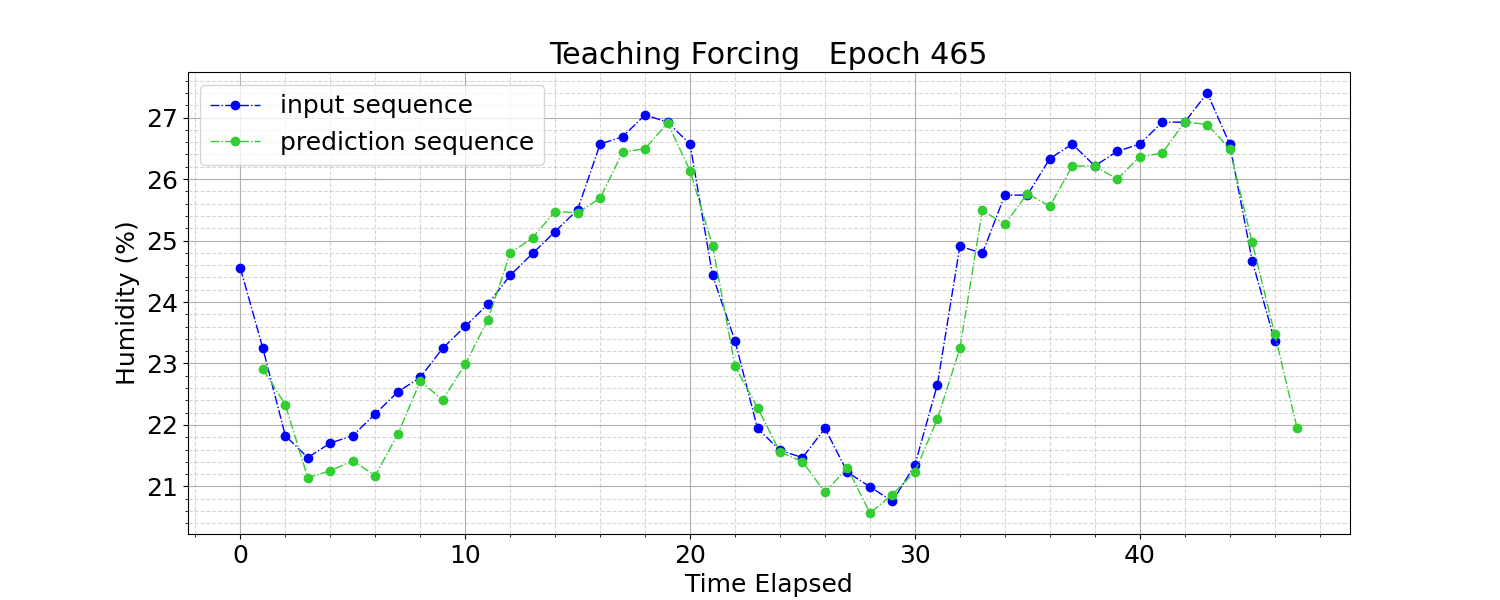 Teaching Forcing   Epoch 465
input sequence
prediction sequence
Humidity (%)
27
26
25
24
23
22
21
0 10 20 30 40
Time Elapsed